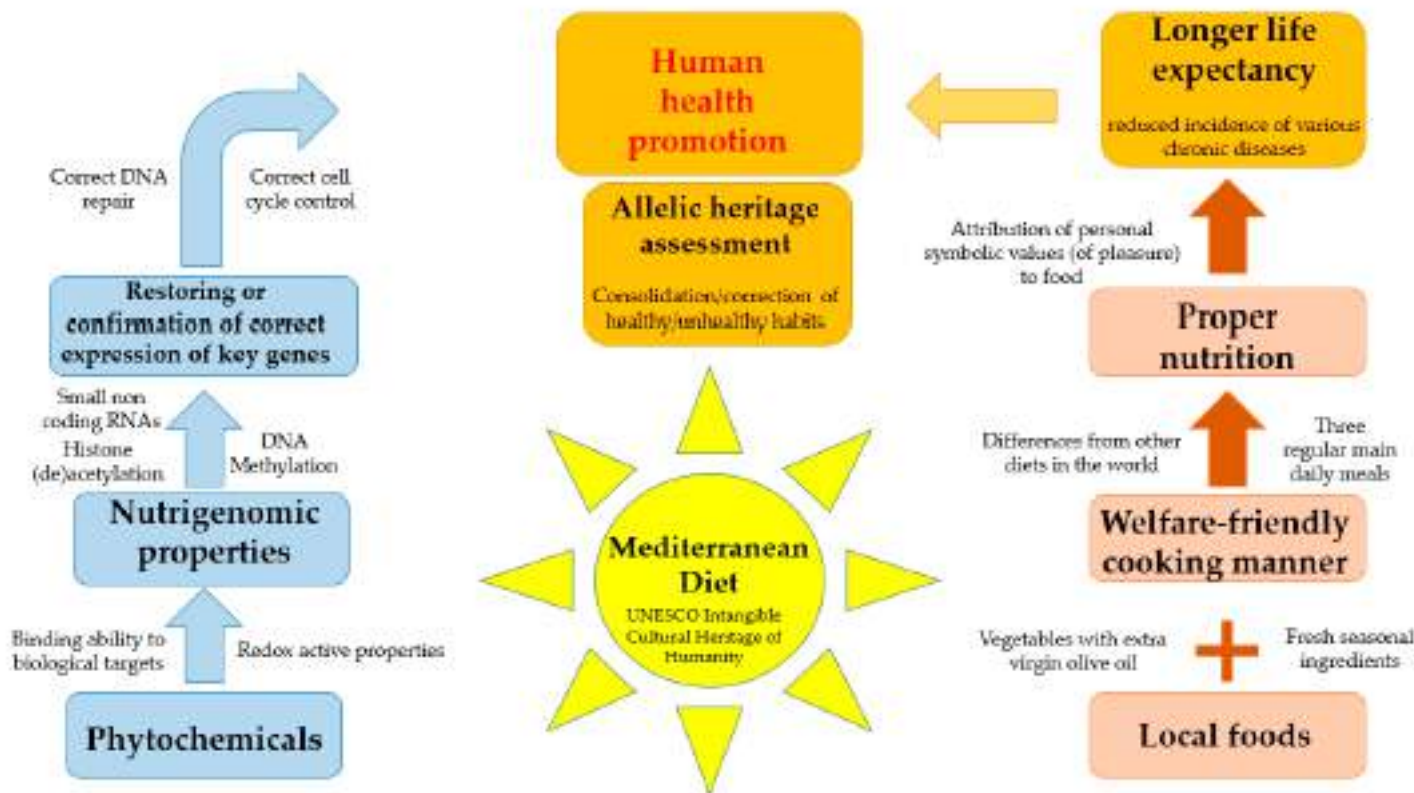 Human
health
promotion
Allelic heritage
assessment
Consolidation/correction of
healthy/unhealthy habits
Longer life
expectancy
reduced incidence of various
chronic diseases
Attribution of personal
symbolic values (of pleasure)
to food
Proper
nutrition
Differences from other
diets in the world
Three
regular main
daily meals
Welfare-friendly
cooking manner
Vegetables with extra
virgin olive oil
Fresh seasonal
ingredients
Local foods
Correct DNA
repair
Correct cell
cycle control
Restoring or
confirmation of correct
expression of key genes
Small non
coding RNAs
Histone
(de)acetylation
DNA
Methylation
Nutrigenomic
properties
Binding ability to
biological targets
Redox active properties
Phytochemicals
Mediterranean
Diet
UNESCO Intangible
Cultural Heritage of
Humanity